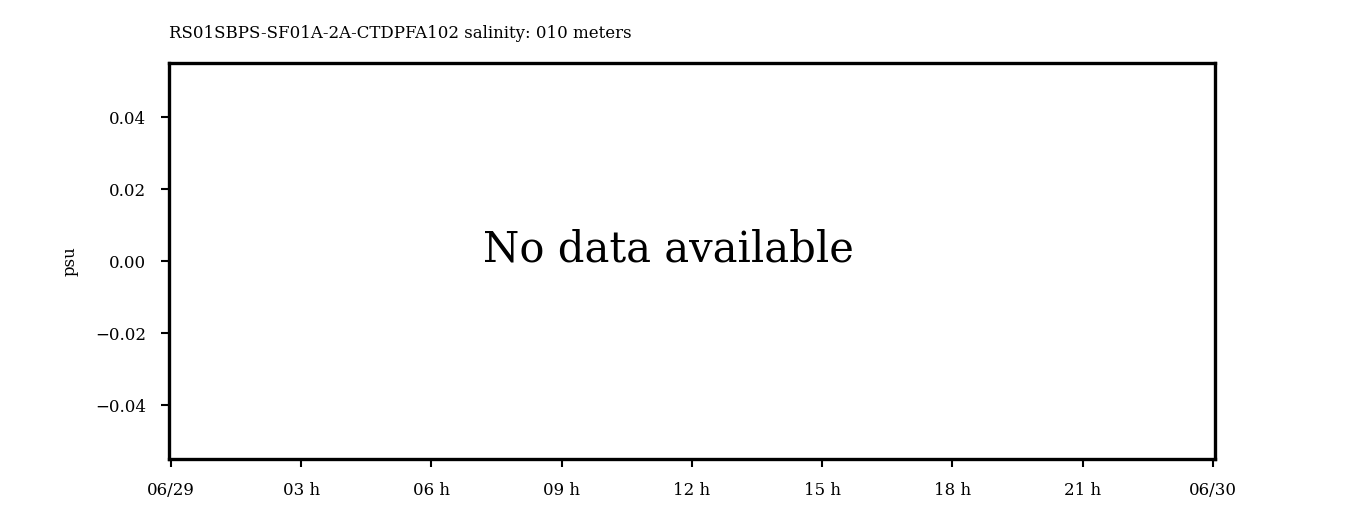 RS01SBPS-SF01A-2A-CTDPFA102 salinity: 010 meters
0.04
0.02
0.00
−0.02
−0.04
psu
No data available
06/29 03 h 06 h 09 h 12 h 15 h 18 h 21 h 06/30